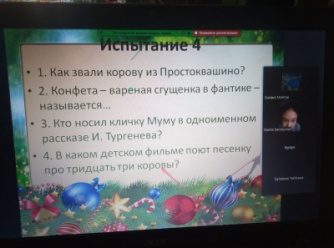 Испытание 4
• 1. Как звали корову из Простоквашино?
• 2. Конфета – вареная сгущенка в фантике –
называется...
• 3. Кто носил кличку Муму в одноименном
рассказе И. Тургенева?
• 4. В каком детском фильме поют песенку
про тридцать три коровы?